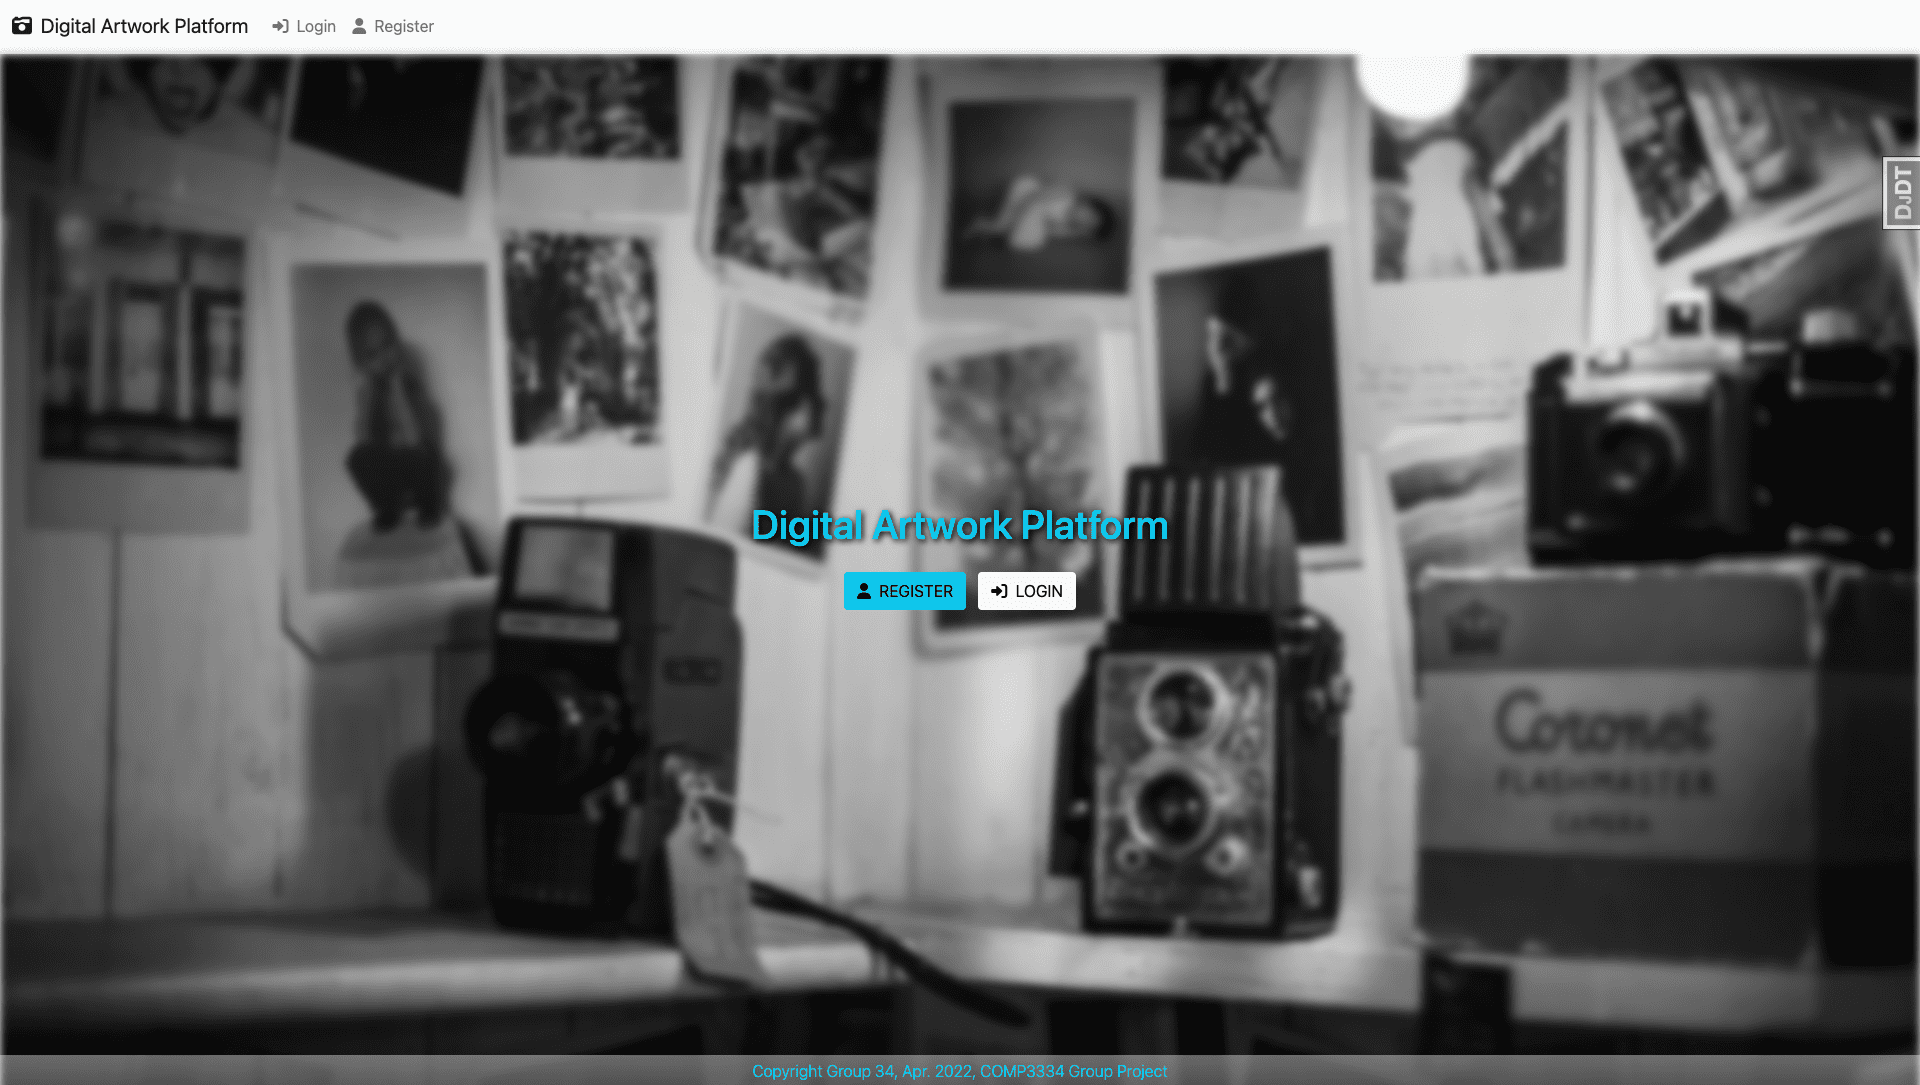 Digital Artwork Platform Login Register
DJDT
Digital Artwork Platform
REGISTER LOGIN
Coronet
FLASHMASTER
CAMERA
Copyright Group 34, Apr. 2022, COMP3334 Group Project